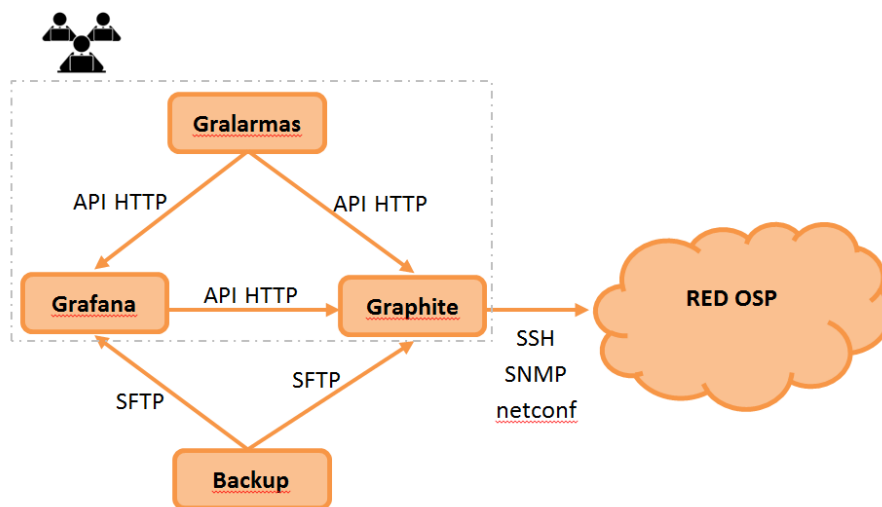 Gralarmas
API HTTP
API HTTP
Grafana
API HTTP
Graphite
RED OSP
SSH
SNMP
netconf
SFTP
SFTP
Backup